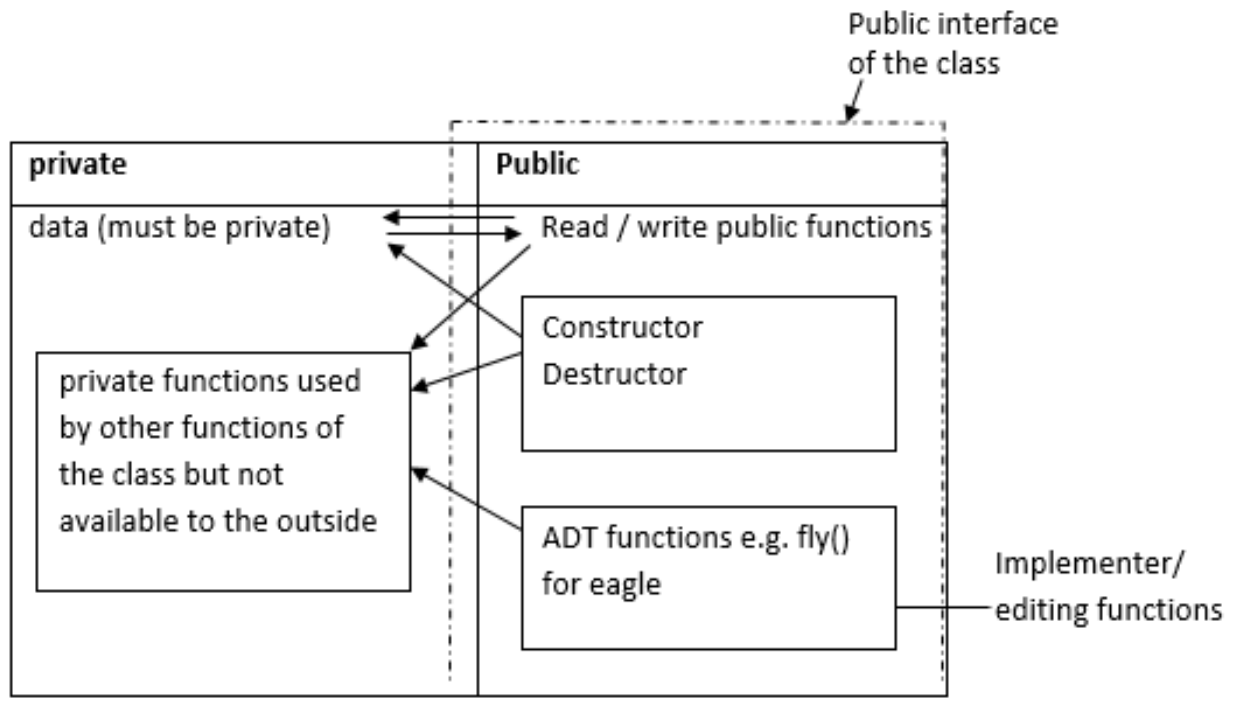 Public interface
of the class
private
Public
data (must be private)
Read / write public functions
Constructor
Destructor
private functions used
by other functions of
the class but not
available to the outside
ADT functions e.g. fly()
for eagle
Implementer/
editing functions